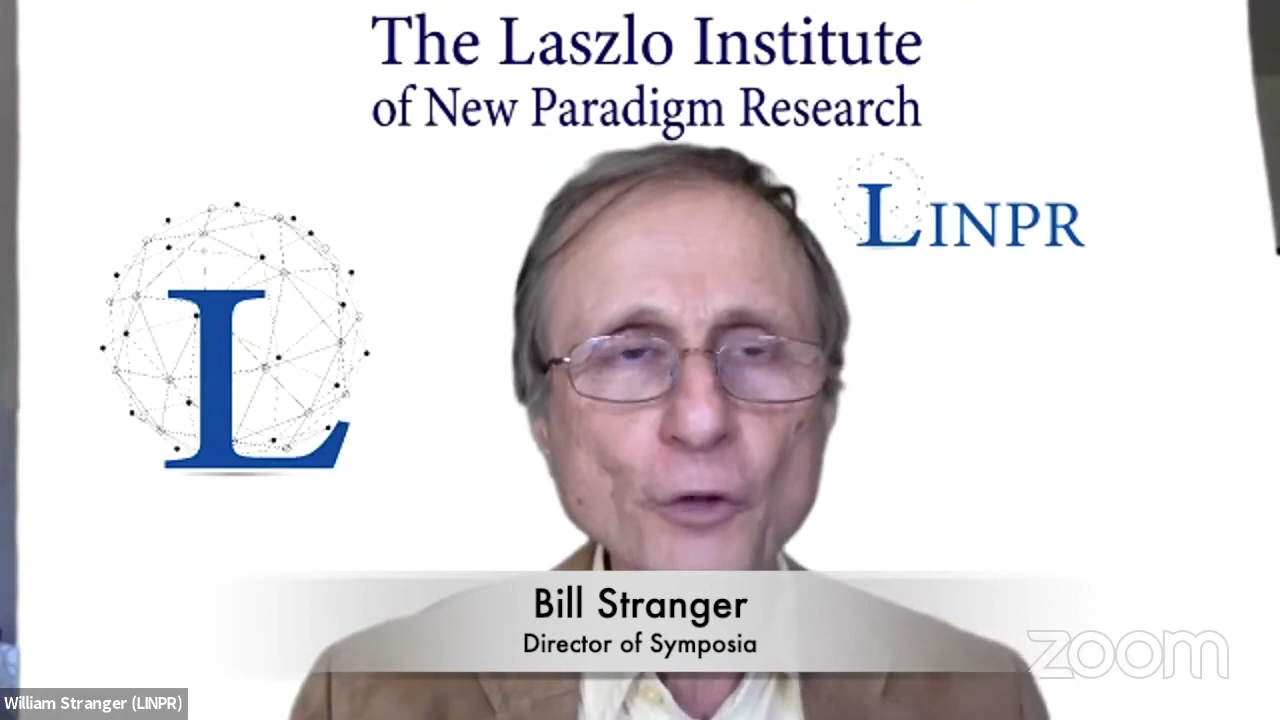 The Laszlo Institute
of New Paradigm Research
LINPR
L
Bill Stranger
Director of Symposia
zoom
William Stranger (LINPR)